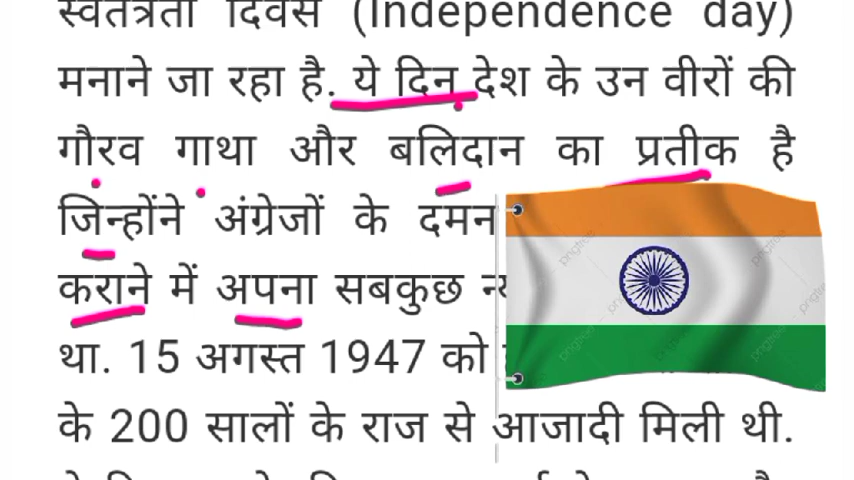 स्वतंत्रता दिवस (Independence day)
मनाने जा रहा है. ये दिन देश के उन वीरों की
गौरव गाथा और बलिदान का प्रतीक है
जिन्होंने अंग्रेजों के दमन
कराने में अपना सबकुछ
था. 15 अगस्त 1947 को
के 200 सालों के राज से आजादी मिली थी.